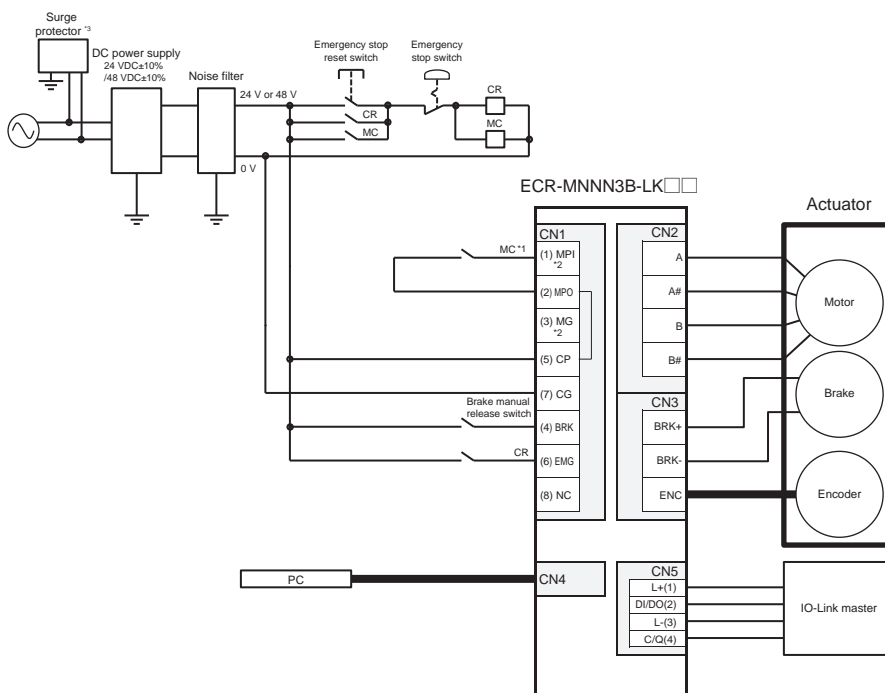 Surge
protector *3
DC power supply
24 VDC±10%
/48 VDC±10%
Noise filter
24 V or 48 V
0 V
Emergency stop
reset switch
Emergency
stop switch
CR
MC
CR
MC
ECR-MNNN3B-LK□□
Actuator
CN1
(1) MPI
*2
(2) MPO
(3) MG
*2
(5) CP
(7) CG
(4) BRK
(6) EMG
(8) NC
MC *1
Brake manual
release switch
CR
CN2
A
A#
B
B#
CN3
BRK+
BRK-
ENC
Motor
Brake
Encoder
PC
CN4
CN5
L+(1)
DI/DO(2)
L-(3)
C/Q(4)
IO-Link master